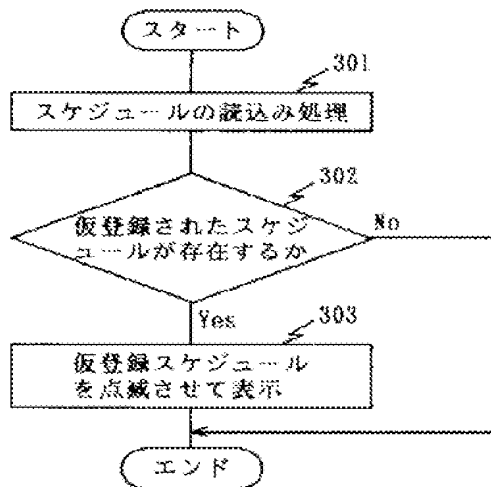 スタート
301
スケジュールの読込み処理
302
仮登録されたスケジ
ュールが存在するか
No
Yes
303
仮登録スケジュール
を点滅させて表示
エンド